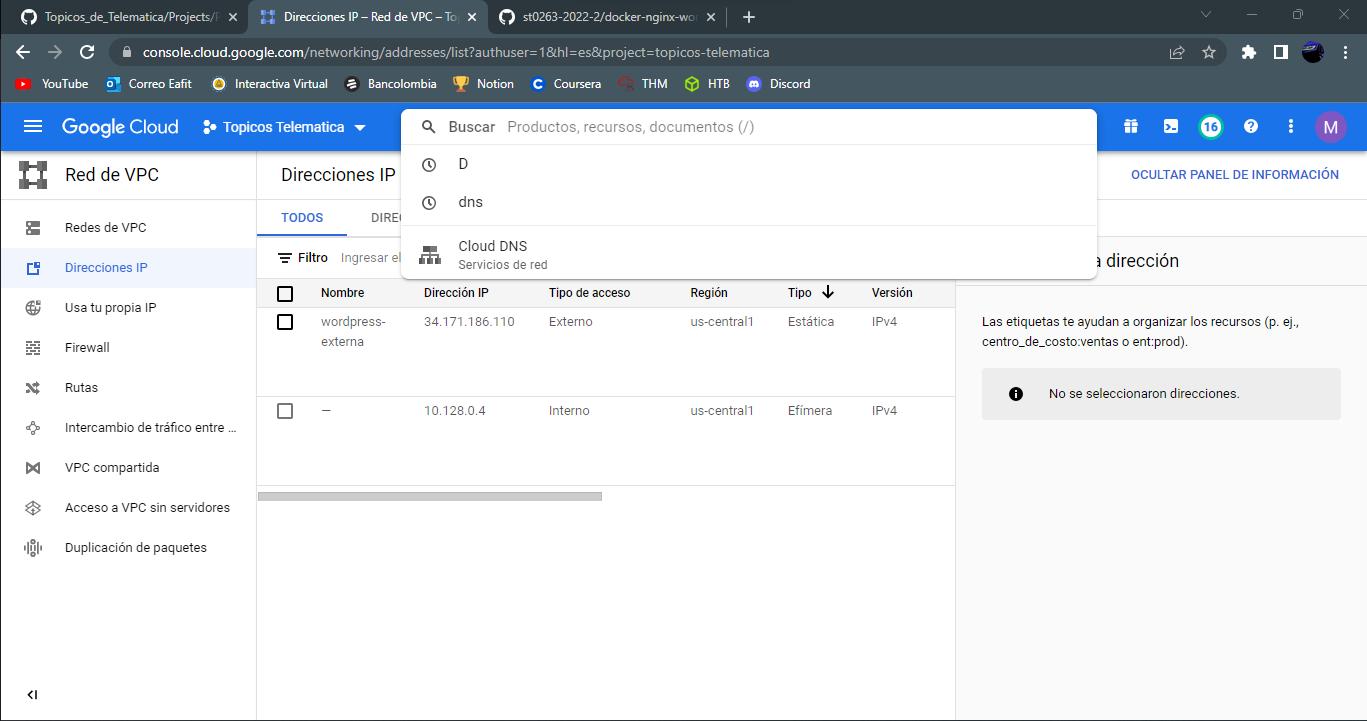 Topicos_de_Telematica/Projects/P
Direcciones IP – Red de VPC – To
st0263-2022-2/docker-nginx-wor
console.cloud.google.com/networking/addresses/list?authuser=1&hl=es&project=topicos-telematica
YouTube
Correo Eafit
Interactiva Virtual
Bancolombia
Notion
Coursera
THM
HTB
Discord
Google Cloud
Topicos Telematica
Buscar Productos, recursos, documentos (/)
16
M
D
dns
Cloud DNS
Servicios de red
Red de VPC
Redes de VPC
Direcciones IP
Usa tu propia IP
Firewall
Rutas
Intercambio de tráfico entre ...
VPC compartida
Acceso a VPC sin servidores
Duplicación de paquetes
Direcciones IP
OCULTAR PANEL DE INFORMACIÓN
TODOS
DIREC
Filtro Ingresar el
Nombre Dirección IP Tipo de acceso Región Tipo Versión
wordpress-externa 34.171.186.110 Externo us-central1 Estática IPv4
— 10.128.0.4 Interno us-central1 Efímera IPv4
a dirección
Las etiquetas te ayudan a organizar los recursos (p. ej.,
centro_de_costo:ventas o ent:prod).
No se seleccionaron direcciones.